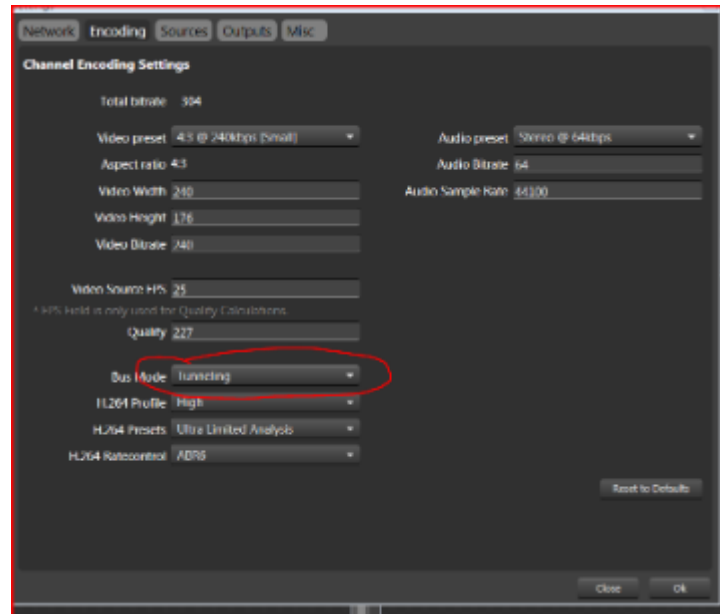 Network Encoding Sources Outputs Misc
Channel Encoding Settings
Total bitrate 304
Video preset 4:3 @ 240kbps (Small)
Aspect ratio 4:3
Video Width 240
Video Height 176
Video Bitrate 240
Video Source FPS 25
* FPS Field is only used for Quality Calculations.
Quality 227
Bus Mode Tunneling
H.264 Profile High
H.264 Presets Ultra Limited Analysis
H.264 Ratecontrol
Audio preset Stereo @ 64kbps
Audio Bitrate 64
Audio Sample Rate 44100
Reset to Defaults
Close Ok